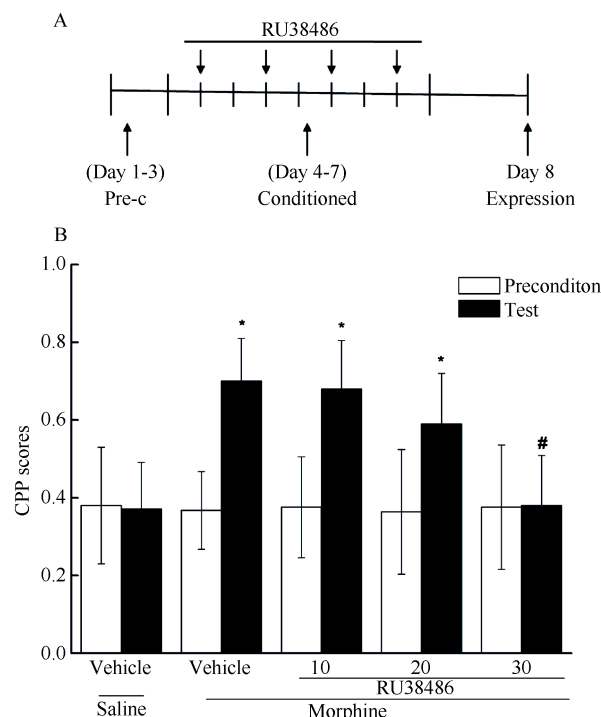 A
RU38486
(Day 1-3) (Day 4-7) Day 8
Pre-c Conditioned Expression
B
1.0
0.8
0.6
0.4
0.2
0.0
CPP scores
Preconditon
Test
*
*
*
#
Vehicle Vehicle 10 20 30
RU38486
Saline Morphine